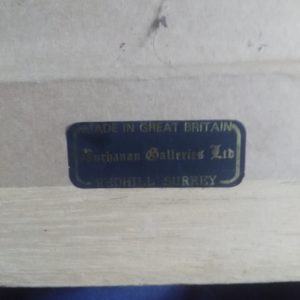 MADE IN GREAT BRITAIN
Buchanan Galleries Ltd
REDHILL SURREY